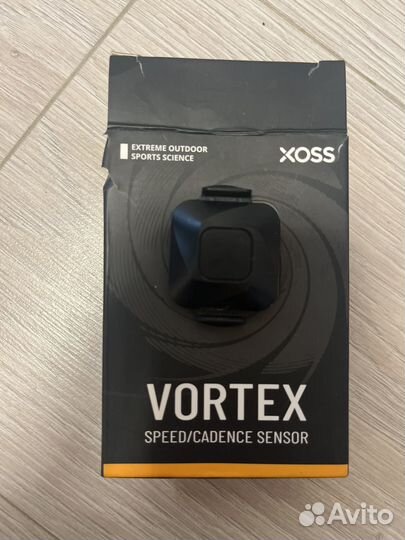 EXTREME OUTDOOR
SPORTS SCIENCE
XOSS
VORTEX
SPEED/CADENCE SENSOR
Avito